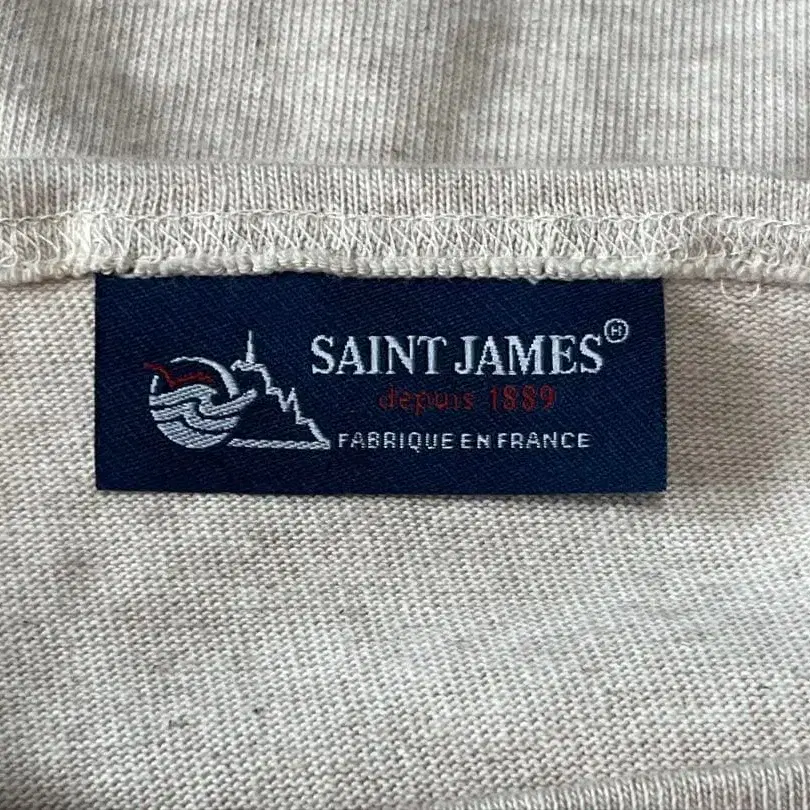 SAINT JAMES®
depuis 1889
FABRIQUE EN FRANCE